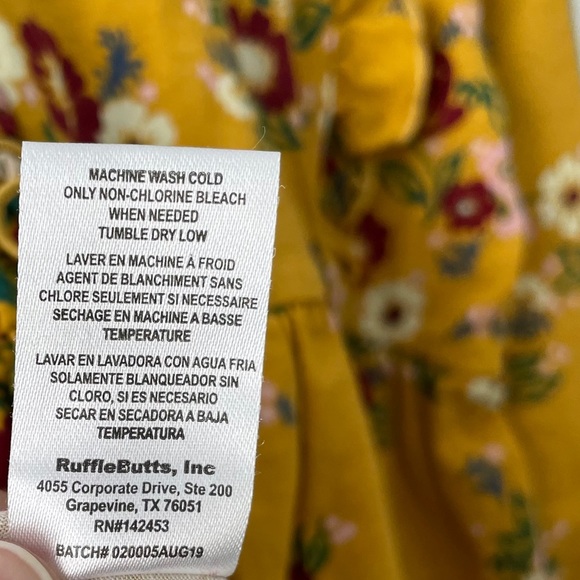 MACHINE WASH COLD
ONLY NON-CHLORINE BLEACH
WHEN NEEDED
TUMBLE DRY LOW
LAVER EN MACHINE À FROID
AGENT DE BLANCHIMENT SANS
CHLORE SEULEMENT SI NECESSAIRE
SECHAGE EN MACHINE A BASSE
TEMPERATURE
LAVAR EN LAVADORA CON AGUA FRIA
SOLAMENTE BLANQUEADOR SIN
CLORO, SI ES NECESARIO
SECAR EN SECADORA A BAJA
TEMPERATURA
RuffleButts, Inc
4055 Corporate Drive, Ste 200
Grapevine, TX 76051
RN#142453
BATCH# 020005AUG19